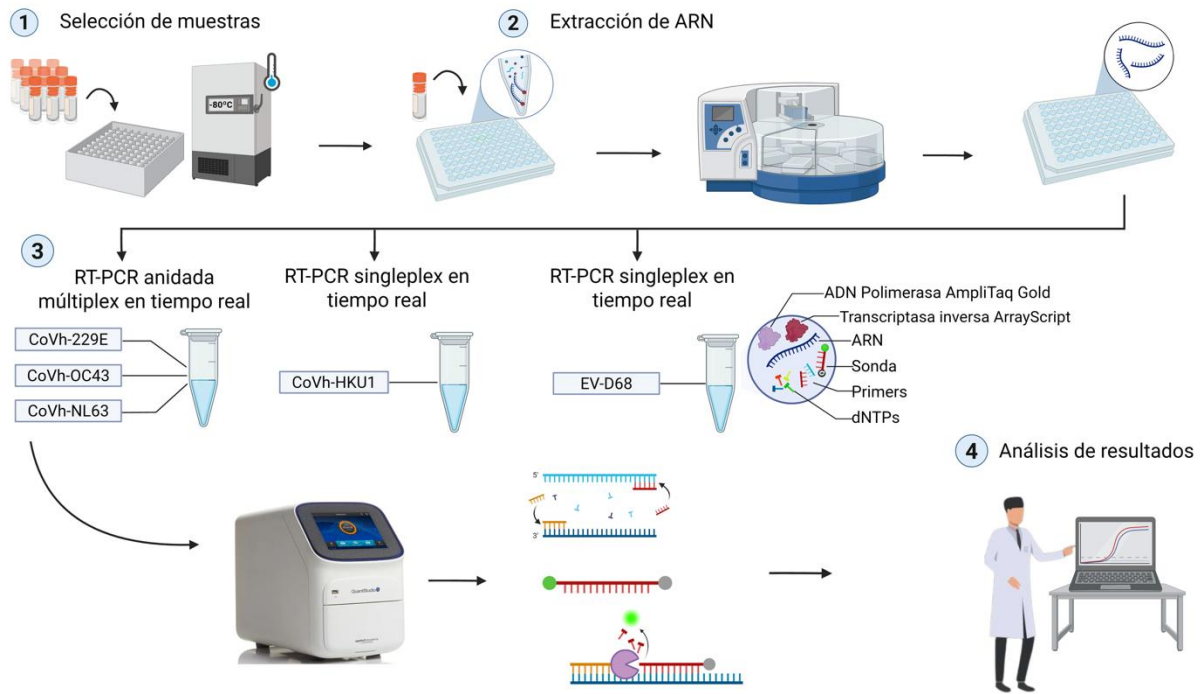 1 Selección de muestras
2 Extracción de ARN
-80°C
3
RT-PCR anidada
múltiplex en tiempo real
RT-PCR singleplex en
tiempo real
RT-PCR singleplex en
tiempo real
CoVh-229E
CoVh-OC43
CoVh-NL63
CoVh-HKU1
EV-D68
ADN Polimerasa AmpliTaq Gold
Transcriptasa inversa ArrayScript
ARN
Sonda
Primers
dNTPs
4 Análisis de resultados
5'
3'
QuantStudio